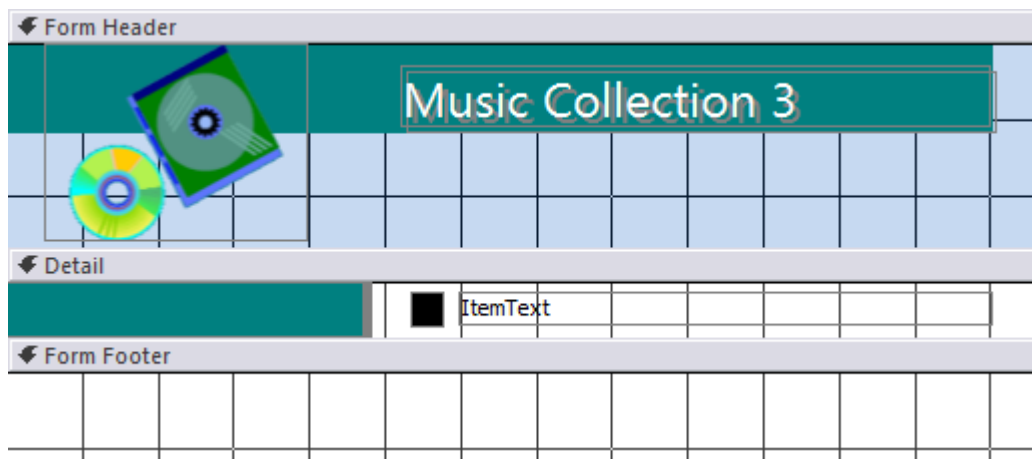 Form Header
Music Collection 3
Detail
ItemText
Form Footer